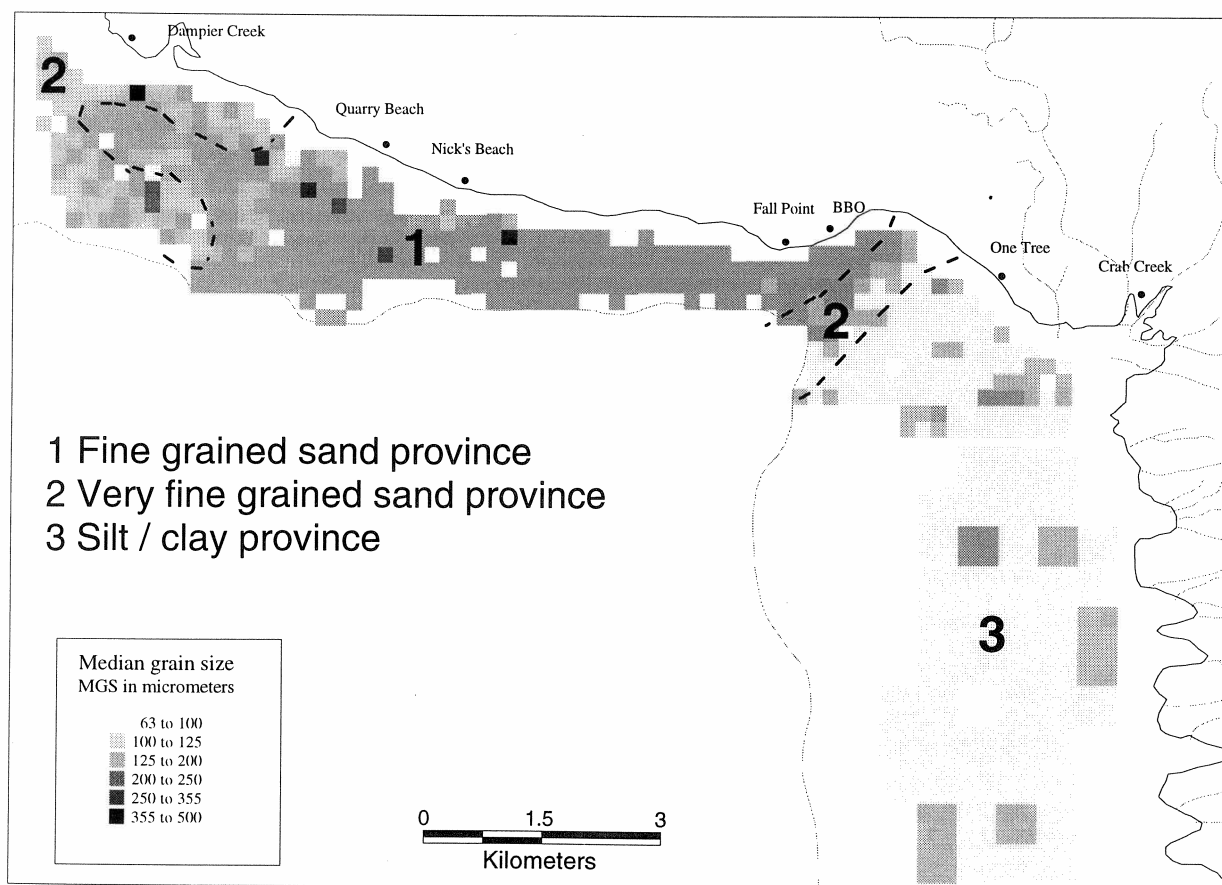 Dampier Creek
2
Quarry Beach
Nick's Beach
Fall Point
BBO
1
One Tree
Crab Creek
2
1 Fine grained sand province
2 Very fine grained sand province
3 Silt / clay province
3
Median grain size
MGS in micrometers
63 to 100
100 to 125
125 to 200
200 to 250
250 to 355
355 to 500
0 1.5 3
Kilometers